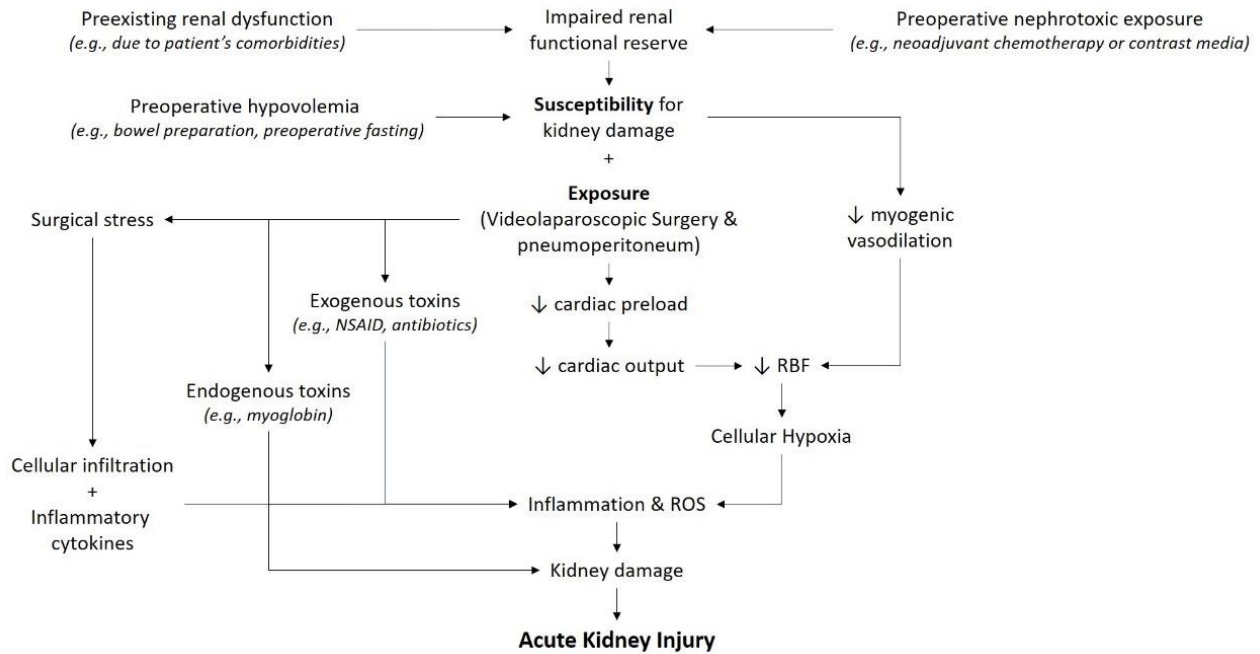 Preexisting renal dysfunction
(e.g., due to patient's comorbidities)
Impaired renal
functional reserve
Preoperative nephrotoxic exposure
(e.g., neoadjuvant chemotherapy or contrast media)
Preoperative hypovolemia
(e.g., bowel preparation, preoperative fasting)
Susceptibility for
kidney damage
+
Exposure
(Videolaparoscopic Surgery &
pneumoperitoneum)
Surgical stress
↓ myogenic
vasodilation
Exogenous toxins
(e.g., NSAID, antibiotics)
↓ cardiac preload
↓ cardiac output
↓ RBF
Endogenous toxins
(e.g., myoglobin)
Cellular Hypoxia
Cellular infiltration
+
Inflammatory
cytokines
Inflammation & ROS
Kidney damage
Acute Kidney Injury